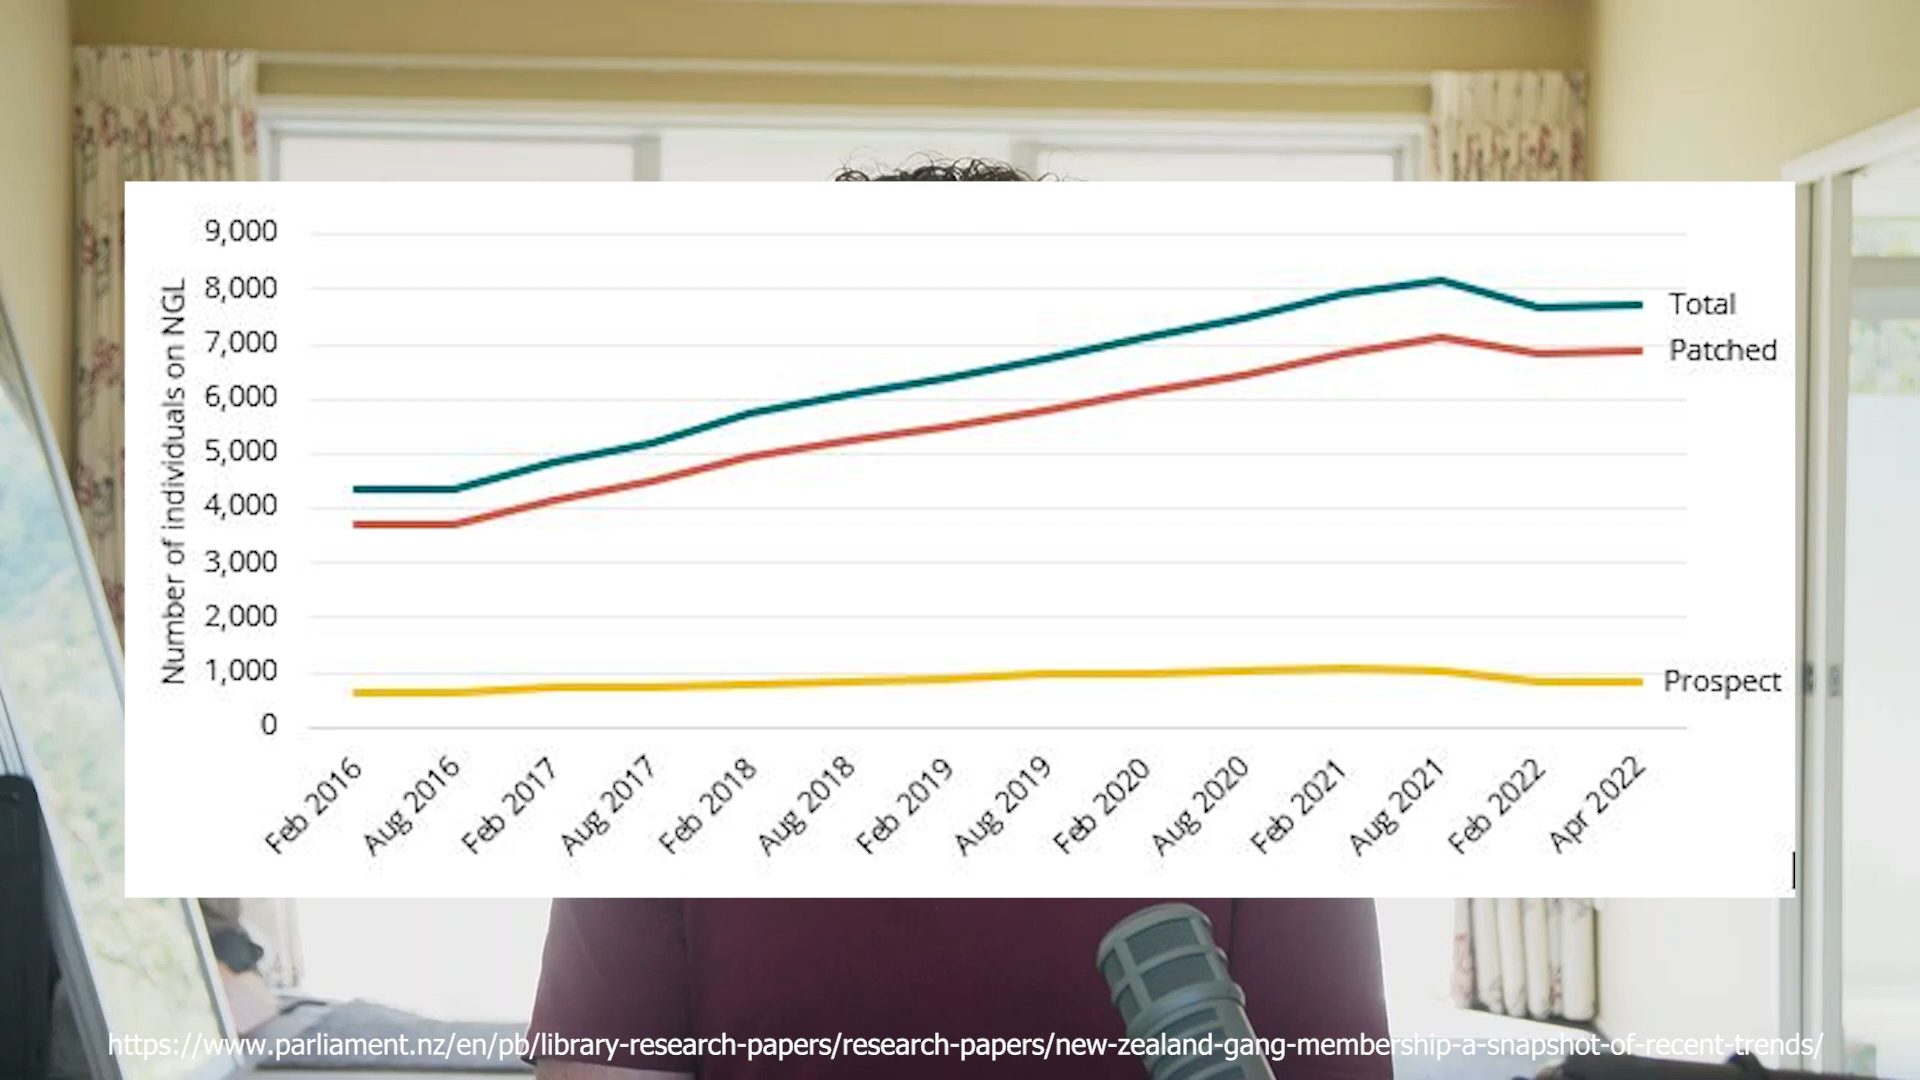 9,000
8,000
7,000
6,000
5,000
4,000
3,000
2,000
1,000
0
Number of individuals on NGL
Total
Patched
Prospect
Feb 2016
Aug 2016
Feb 2017
Aug 2017
Feb 2018
Aug 2018
Feb 2019
Aug 2019
Feb 2020
Aug 2020
Feb 2021
Aug 2021
Feb 2022
Apr 2022
https://www.parliament.nz/en/pb/library-research-papers/research-papers/new-zealand-gang-membership-a-snapshot-of-recent-trends/